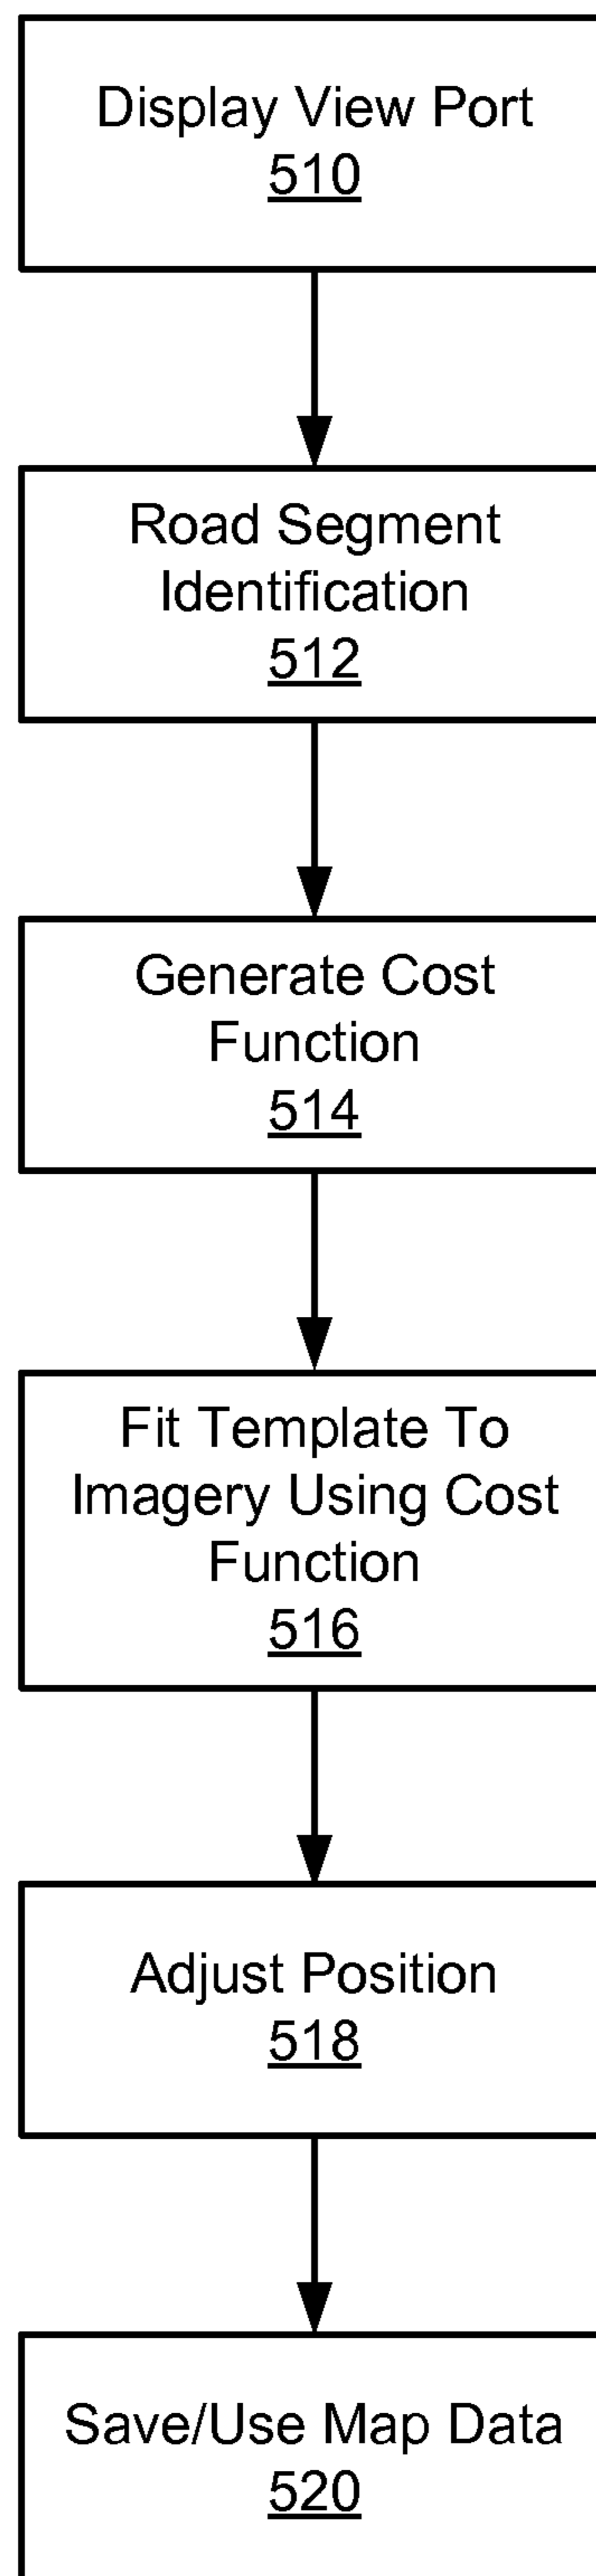 Display View Port
510
Road Segment
Identification
512
Generate Cost
Function
514
Fit Template To
Imagery Using Cost
Function
516
Adjust Position
518
Save/Use Map Data
520